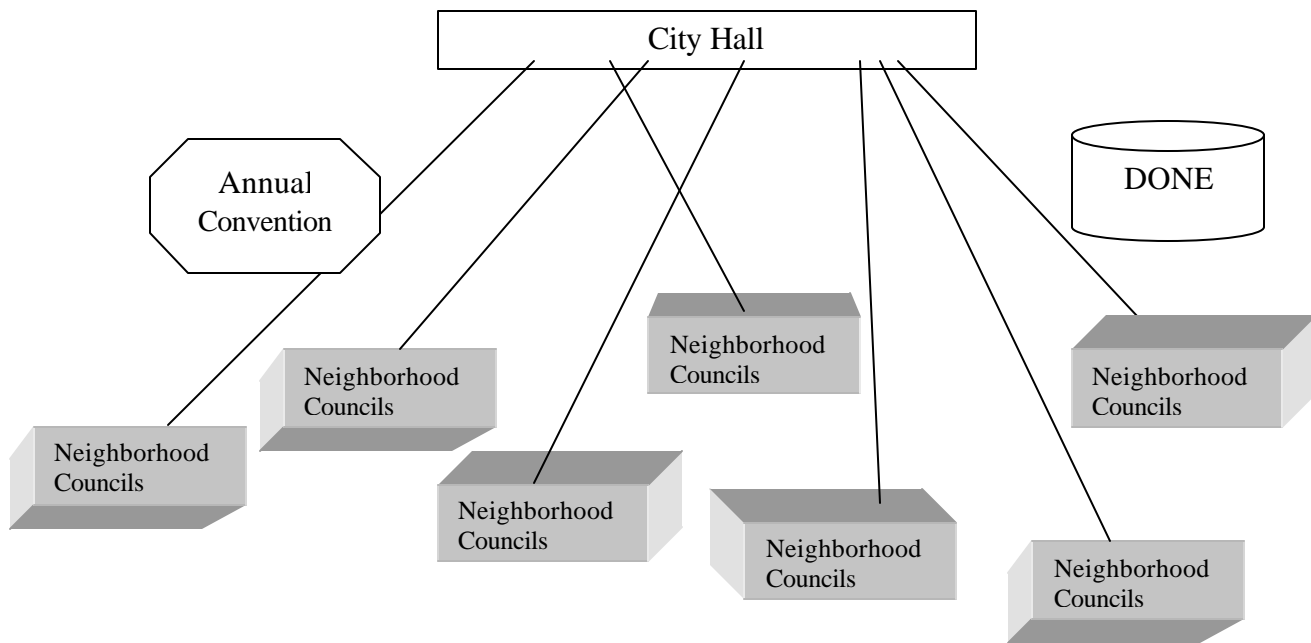 City Hall
Annual
Convention
DONE
Neighborhood
Councils
Neighborhood
Councils
Neighborhood
Councils
Neighborhood
Councils
Neighborhood
Councils
Neighborhood
Councils
Neighborhood
Councils